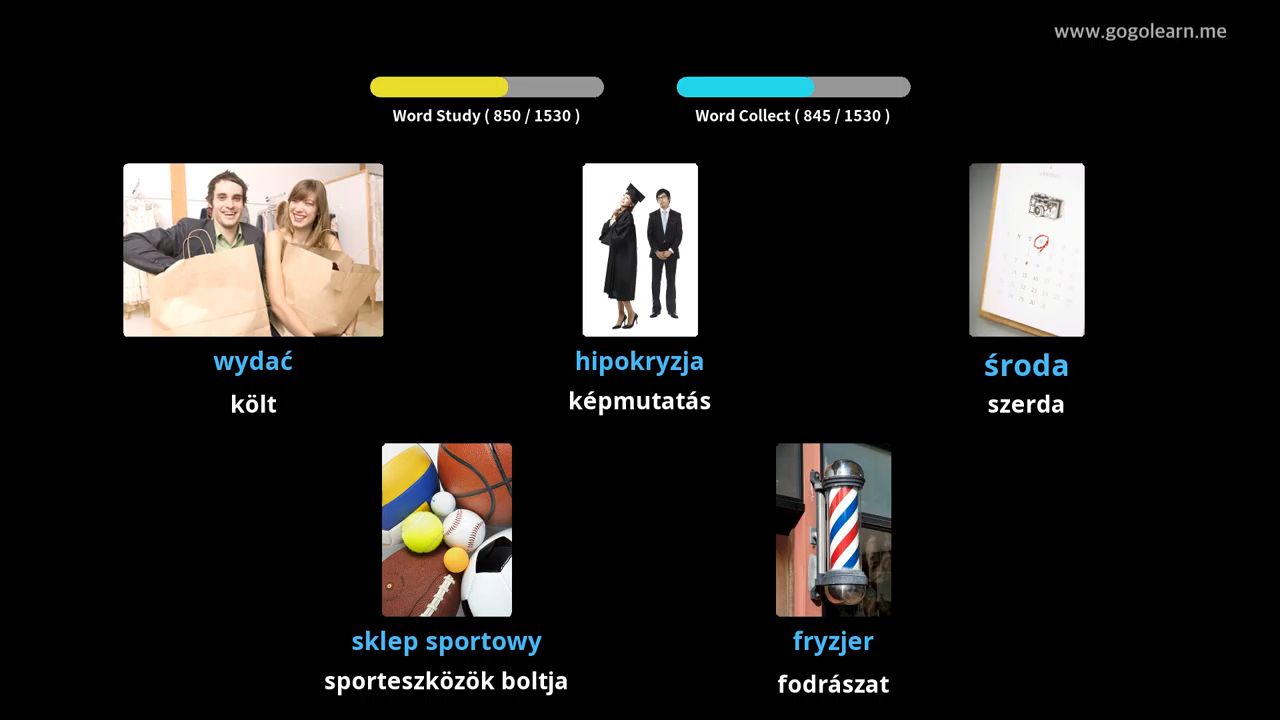 www.gogolearn.me
Word Study ( 850 / 1530 )
Word Collect ( 845 / 1530 )
wydać
költ
hipokryzja
képmutatás
środa
szerda
sklep sportowy
sporteszközök boltja
fryzjer
fodrászat